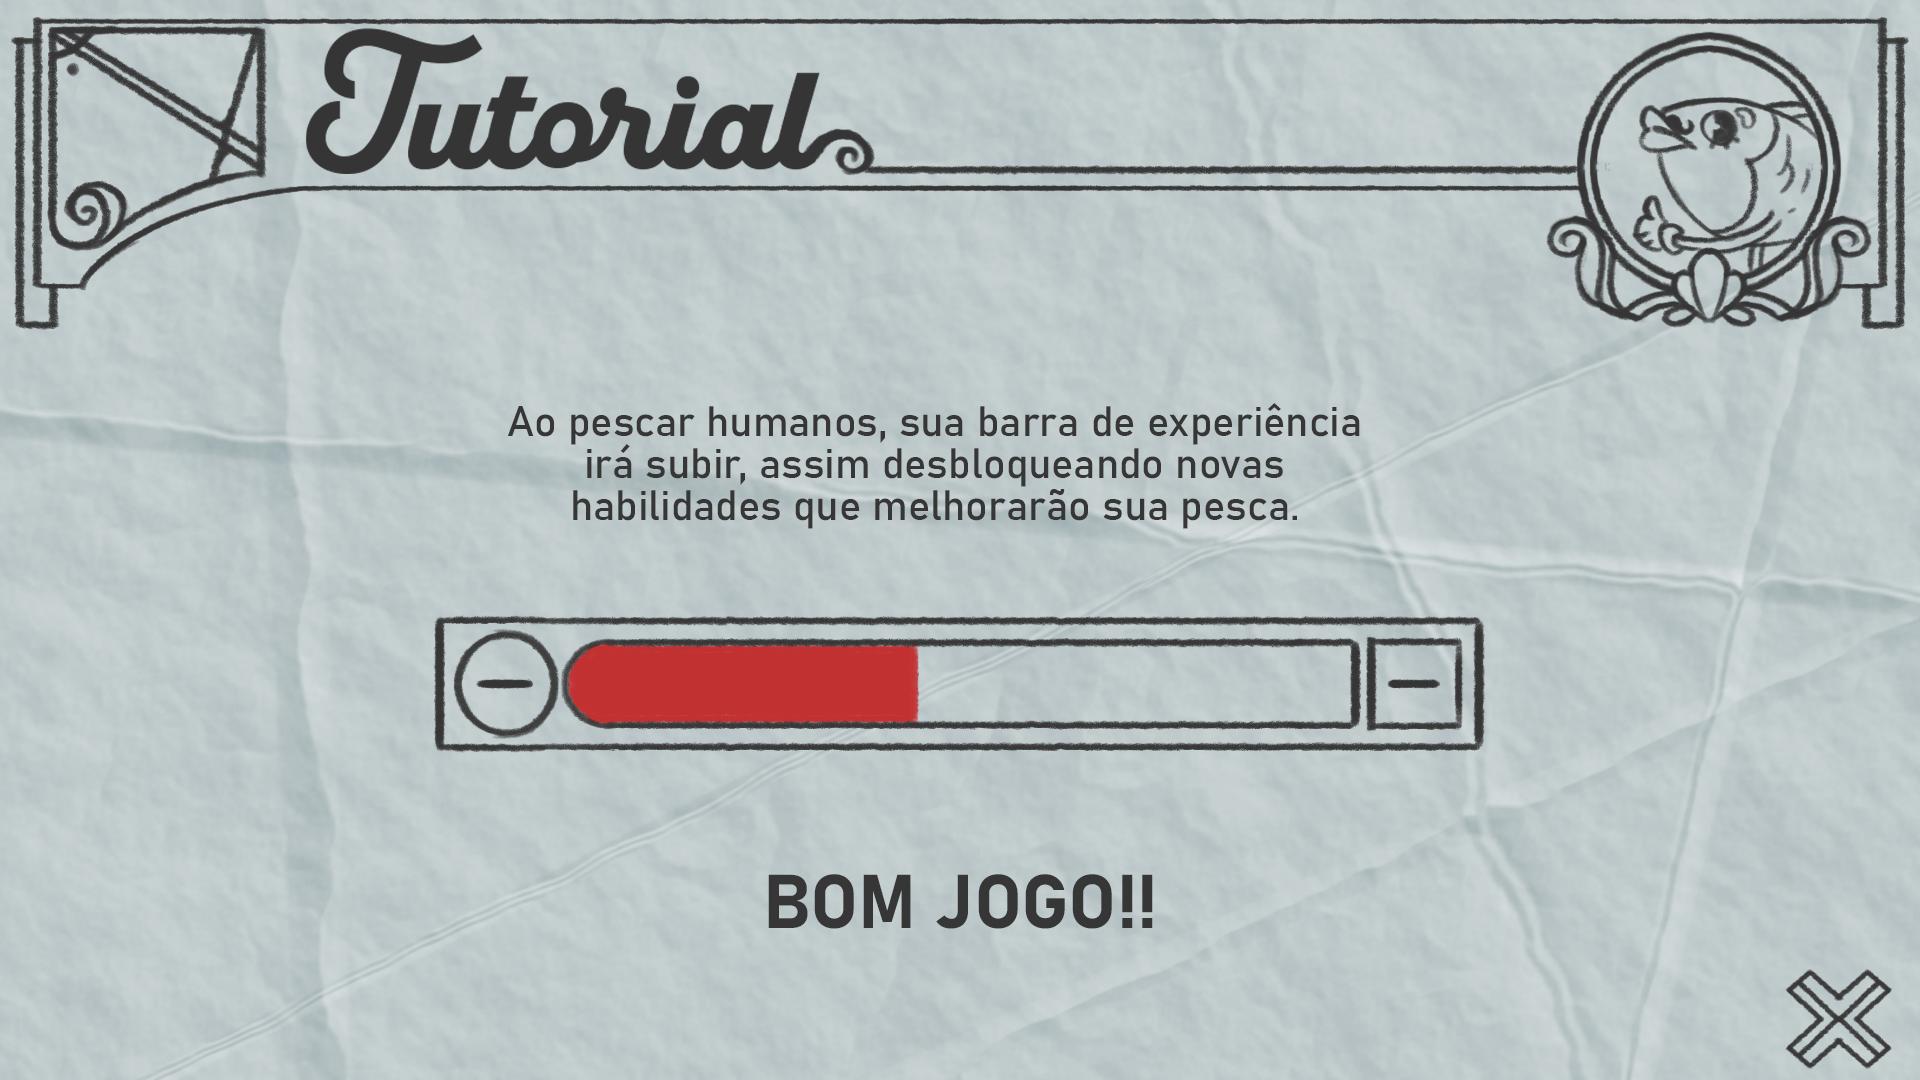 Tutorial
Ao pescar humanos, sua barra de experiência
irá subir, assim desbloqueando novas
habilidades que melhorarão sua pesca.
BOM JOGO!!